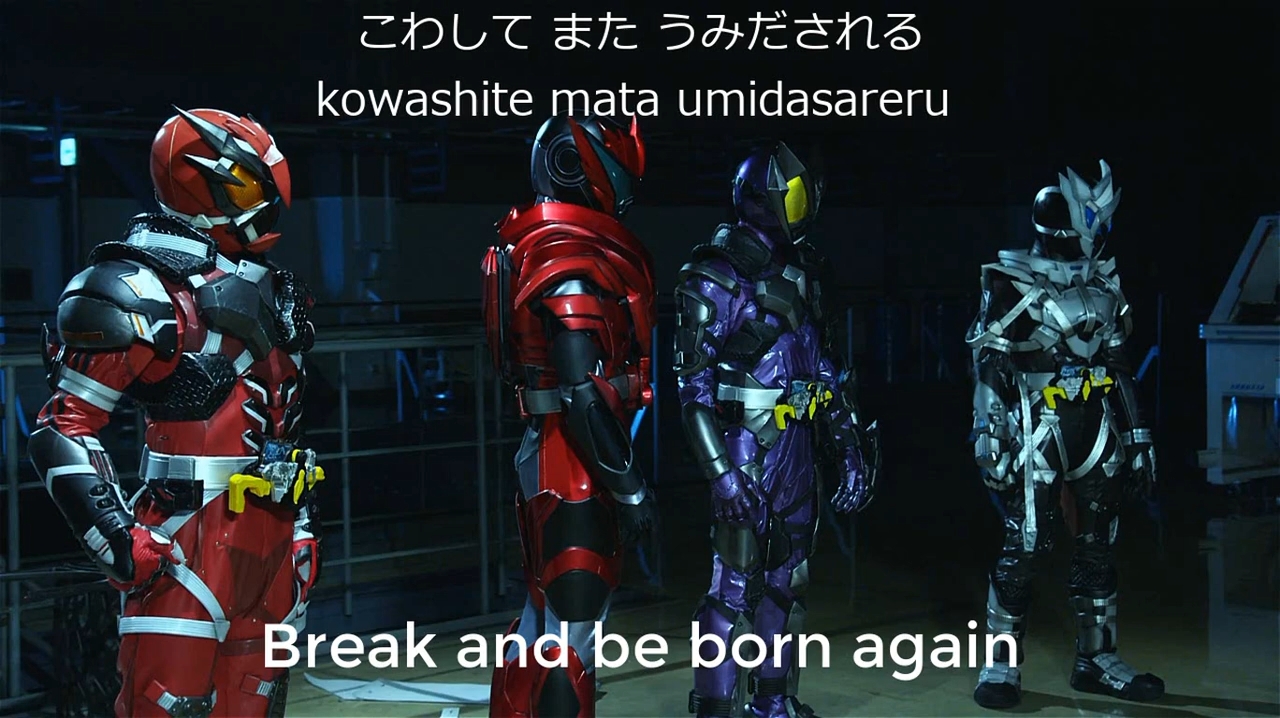 こわして また うみだされる
kowashite mata umidasareru
Break and be born again